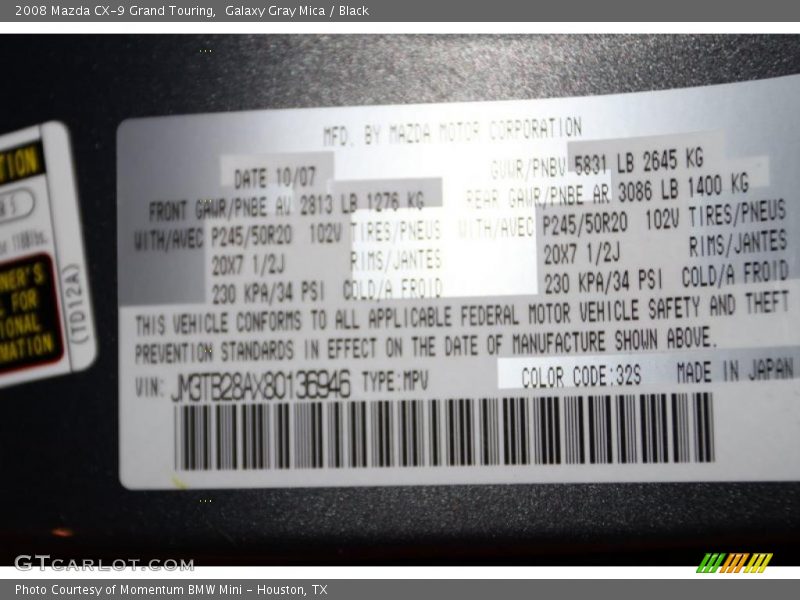 2008 Mazda CX-9 Grand Touring,  Galaxy Gray Mica / Black
MFD. BY MAZDA MOTOR CORPORATION
DATE 10/07
GVWR/PNBV 5831 LB 2645 KG
FRONT GAWR/PNBE AV 2813 LB 1276 KG
REAR GAWR/PNBE AR 3086 LB 1400 KG
WITH/AVEC P245/50R20 102V TIRES/PNEUS
WITH/AVEC P245/50R20 102V TIRES/PNEUS
20X7 1/2J RIMS/JANTES
20X7 1/2J RIMS/JANTES
230 KPA/34 PSI COLD/A FROID
230 KPA/34 PSI COLD/A FROID
THIS VEHICLE CONFORMS TO ALL APPLICABLE FEDERAL MOTOR VEHICLE SAFETY AND THEFT
PREVENTION STANDARDS IN EFFECT ON THE DATE OF MANUFACTURE SHOWN ABOVE.
VIN: JM3TB28AX80136946 TYPE:MPV
COLOR CODE:32S MADE IN JAPAN
TION
NER'S
L FOR
IONAL
MATION
(TD12A)
GTCARLOT.COM
Photo Courtesy of Momentum BMW Mini - Houston, TX